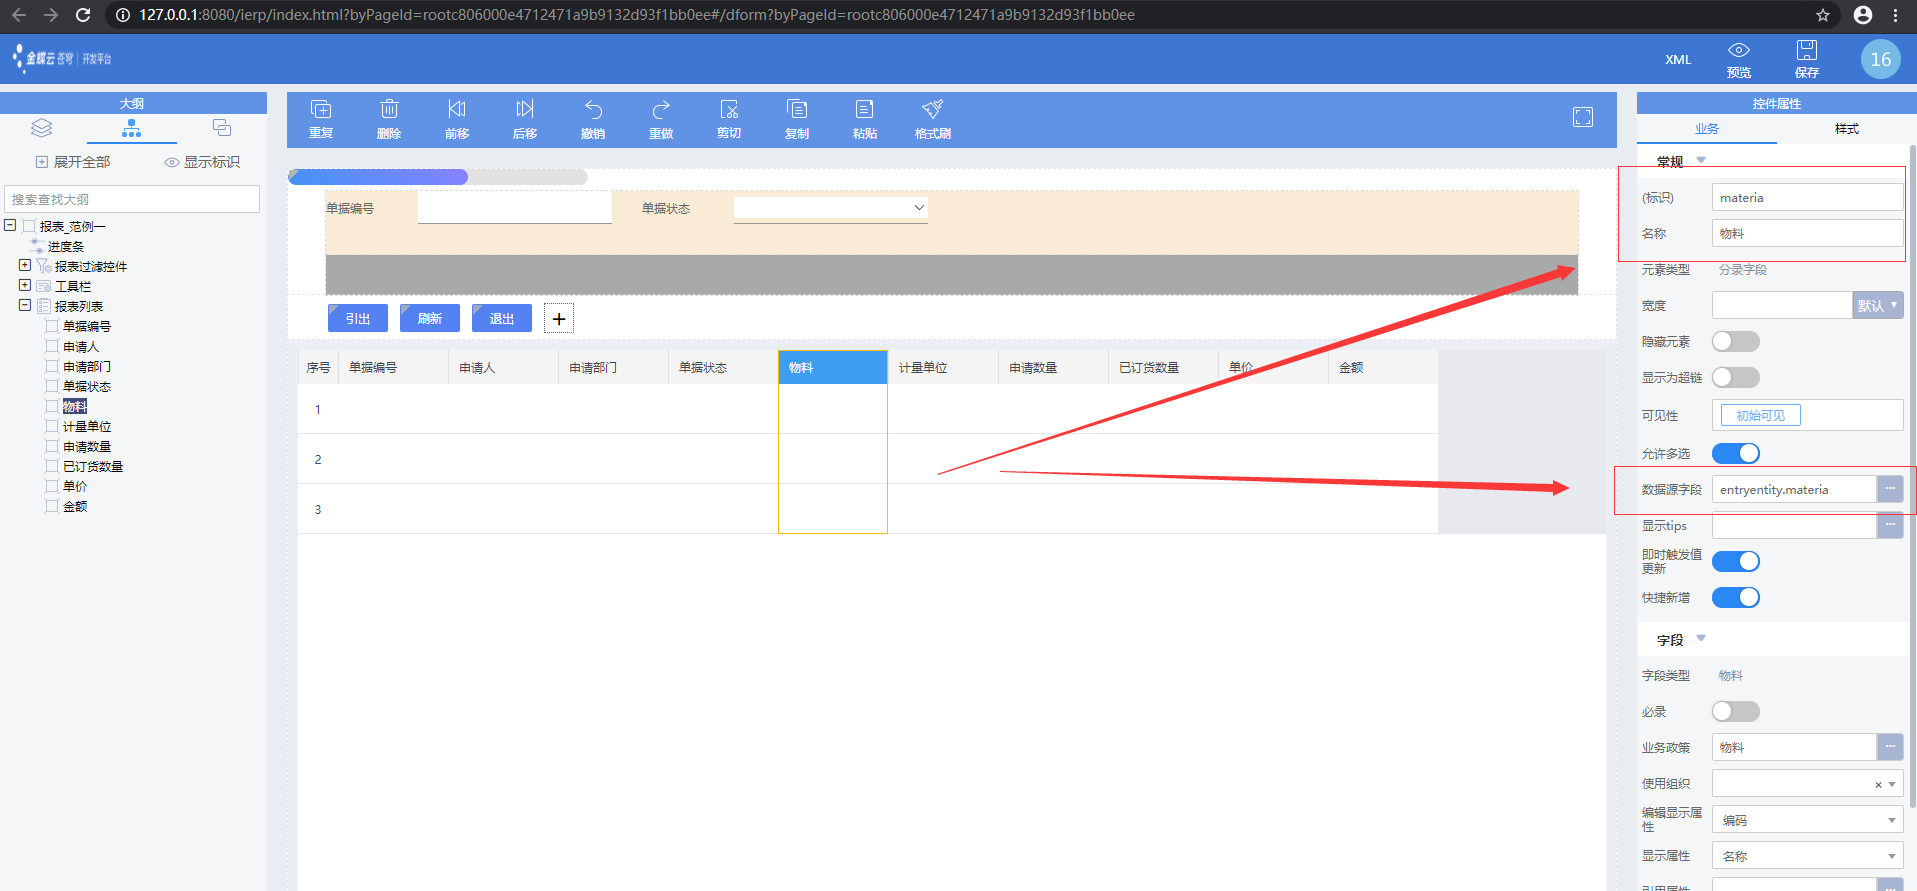 127.0.0.1:8080/ierp/index.html?byPageId=rootc806000e4712471a9b9132d93f1bb0ee#/dform?byPageId=rootc806000e4712471a9b9132d93f1bb0ee
金蝶云 苍穹 | 开发平台
XML
预览
保存
16
大纲
展开全部
显示标识
搜索查找大纲
报表_范例一
进度条
报表过滤控件
工具栏
报表列表
单据编号
申请人
申请部门
单据状态
物料
计量单位
申请数量
已订货数量
单价
金额
重复
删除
前移
后移
撤销
重做
剪切
复制
粘贴
格式刷
单据编号
单据状态
引出
刷新
退出
序号 单据编号 申请人 申请部门 单据状态 物料 计量单位 申请数量 已订货数量 单价 金额
1
2
3
控件属性
业务 样式
常规
(标识) materia
名称 物料
元素类型 分录字段
宽度 默认
隐藏元素
显示为超链
可见性 初始可见
允许多选
数据源字段 entryentity.materia ...
显示tips ...
即时触发值
更新
快捷新增
字段
字段类型 物料
必录
业务政策 物料 ...
使用组织 ×
编辑显示属
性
编码
显示属性 名称
引用属性 ...